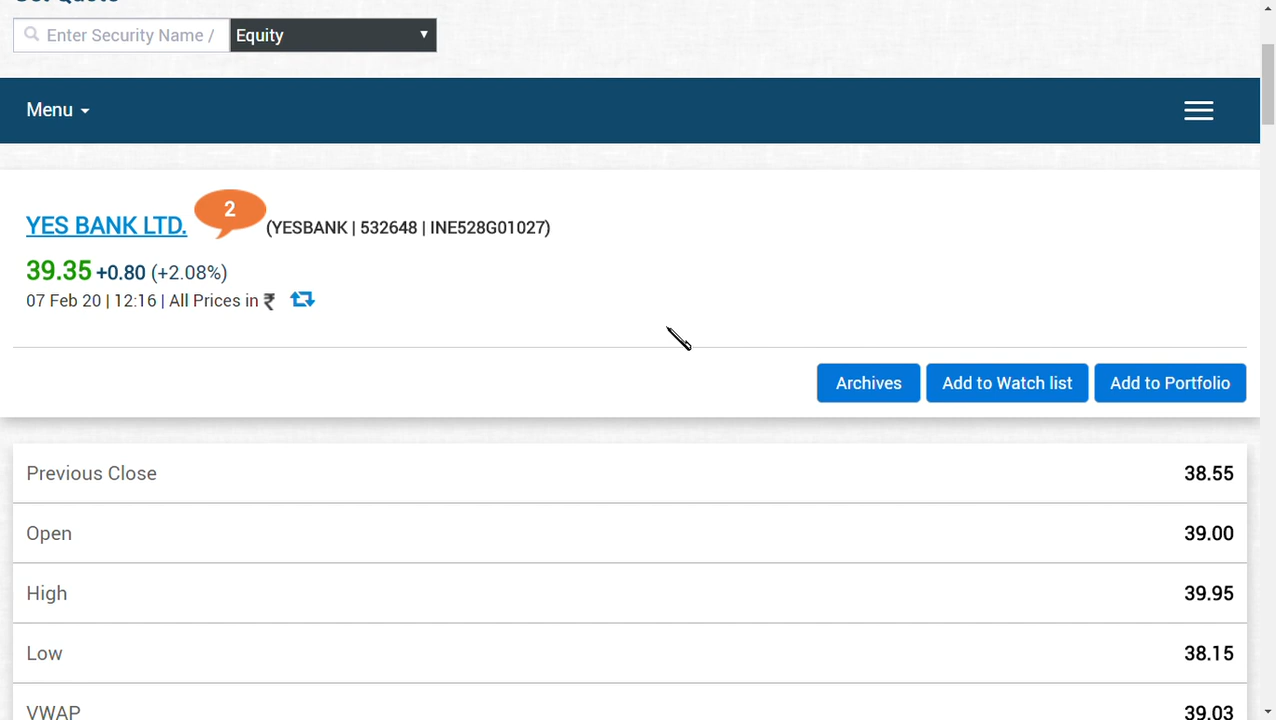 Enter Security Name / Equity
Menu
YES BANK LTD. 2 (YESBANK | 532648 | INE528G01027)
39.35 +0.80 (+2.08%)
07 Feb 20 | 12:16 | All Prices in ₹
Archives Add to Watch list Add to Portfolio
Previous Close 38.55
Open 39.00
High 39.95
Low 38.15
VWAP 39.03